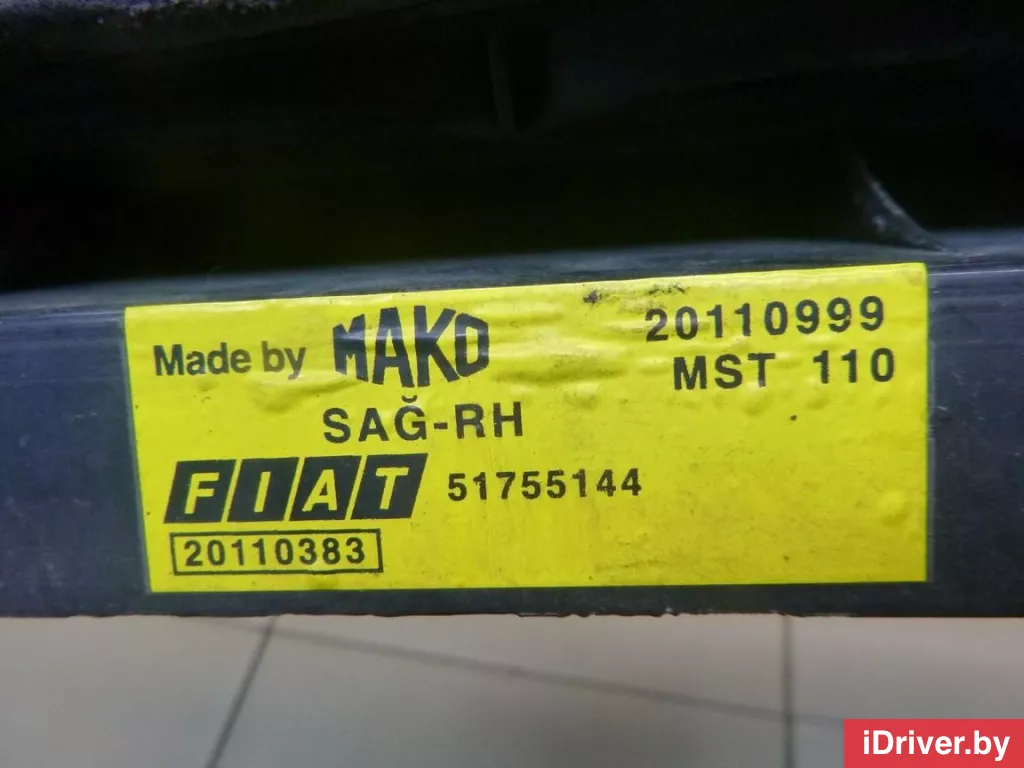 Made by MAKO
20110999
MST 110
SAĞ-RH
FIAT 51755144
20110383
iDriver.by